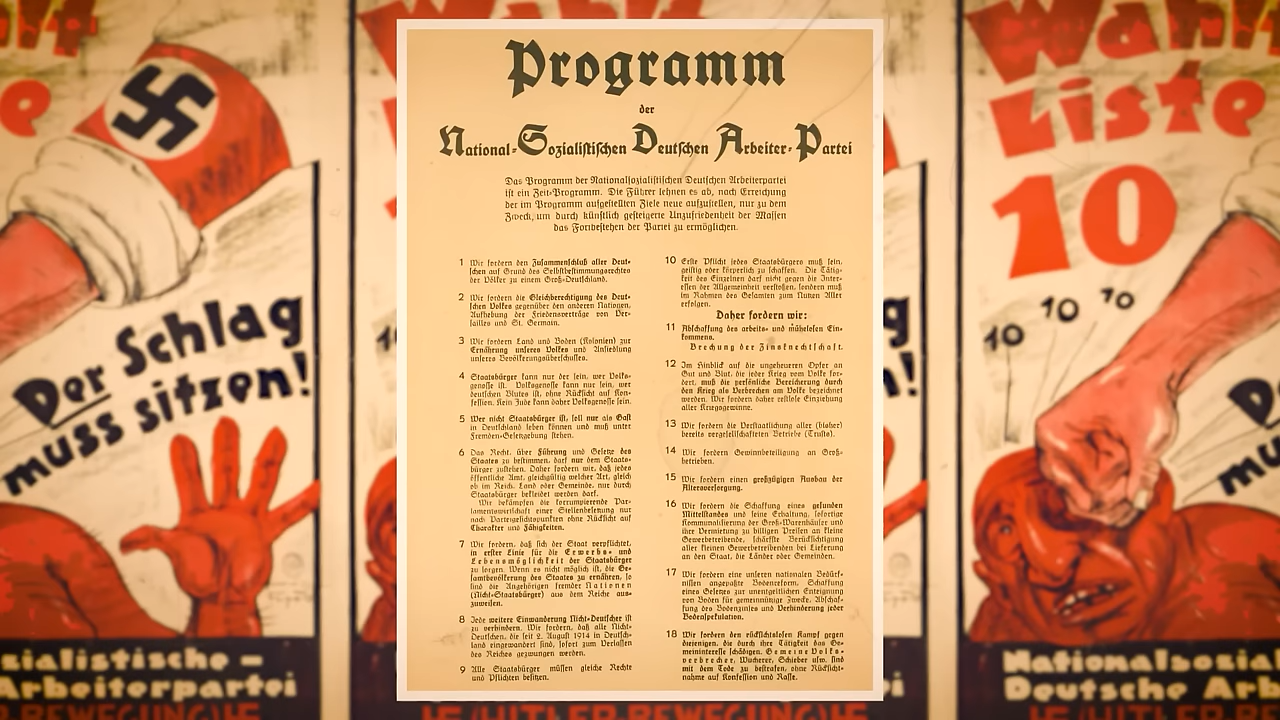 Programm
der
National-Sozialistischen Deutschen Arbeiter-Partei
Das Programm der Nationalsozialistischen Deutschen Arbeiterpartei
ist ein Zeit-Programm. Die Führer lehnen es ab, nach Erreichung
der im Programm aufgestellten Ziele neue aufzustellen, nur zu dem
Zweck, um durch künstlich gesteigerte Unzufriedenheit der Massen
das Fortbestehen der Partei zu ermöglichen.
1 Wir fordern den Zusammenschluß aller Deut-
schen auf Grund des Selbstbestimmungsrechtes
der Völker zu einem Groß-Deutschland.
2 Wir fordern die Gleichberechtigung des Deut-
schen Volkes gegenüber den anderen Nationen,
Aufhebung der Friedensverträge von Ver-
sailles und St. Germain.
3 Wir fordern Land und Boden (Kolonien) zur
Ernährung unseres Volkes und Ansiedlung
unseres Bevölkerungsüberschusses.
4 Staatsbürger kann nur der sein, wer Volks-
genosse ist. Volksgenosse kann nur sein, wer
deutschen Blutes ist, ohne Rücksicht auf Kon-
fession. Kein Jude kann daher Volksgenosse sein.
5 Wer nicht Staatsbürger ist, soll nur als Gast
in Deutschland leben können und muß unter
Fremden-Gesetzgebung stehen.
6 Das Recht, über Führung und Gesetze des
Staates zu bestimmen, darf nur dem Staats-
bürger zustehen. Daher fordern wir, daß jedes
öffentliche Amt, gleichgültig welcher Art, gleich
ob im Reich, Land oder Gemeinde, nur durch
Staatsbürger bekleidet werden darf.
Wir bekämpfen die korrumpierende Par-
lamentswirtschaft einer Stellenbesetzung nur
nach Parteigesichtspunkten ohne Rücksicht auf
Charakter und Fähigkeiten.
7 Wir fordern, daß sich der Staat verpflichtet,
in erster Linie für die Erwerbs- und
Lebensmöglichkeit der Staatsbürger
zu sorgen. Wenn es nicht möglich ist, die Ge-
samtbevölkerung des Staates zu ernähren, so
sind die Angehörigen fremder Nationen
(Nicht-Staatsbürger) aus dem Reiche aus-
zuweisen.
8 Jede weitere Einwanderung Nicht-Deutscher ist
zu verhindern. Wir fordern, daß alle Nicht-
Deutschen, die seit 2. August 1914 in Deutsch-
land eingewandert sind, sofort zum Verlassen
des Reiches gezwungen werden.
9 Alle Staatsbürger müssen gleiche Rechte
und Pflichten besitzen.
10 Erste Pflicht jedes Staatsbürgers muß sein,
geistig oder körperlich zu schaffen. Die Tätig-
keit des Einzelnen darf nicht gegen die Inter-
essen der Allgemeinheit verstoßen, sondern muß
im Rahmen des Gesamten zum Nutzen Aller
erfolgen.
Daher fordern wir:
11 Abschaffung des arbeits- und mühelosen Ein-
kommens.
Brechung der Zinsknechtschaft.
12 Im Hinblick auf die ungeheuren Opfer an
Gut und Blut, die jeder Krieg vom Volke for-
dert, muß die persönliche Bereicherung durch
den Krieg als Verbrechen am Volke bezeichnet
werden. Wir fordern daher restlose Einziehung
aller Kriegsgewinne.
13 Wir fordern die Verstaatlichung aller (bisher)
bereits vergesellschafteten Betriebe (Trusts).
14 Wir fordern Gewinnbeteiligung an Groß-
betrieben.
15 Wir fordern einen großzügigen Ausbau der
Altersversorgung.
16 Wir fordern die Schaffung eines gesunden
Mittelstandes und seine Erhaltung, sofortige
Kommunalisierung der Groß-Warenhäuser und
ihre Vermietung zu billigen Preisen an kleine
Gewerbetreibende, schärfste Berücksichtigung
aller kleinen Gewerbetreibenden bei Lieferung
an den Staat, die Länder oder Gemeinden.
17 Wir fordern eine unseren nationalen Bedürf-
nissen angepaßte Bodenreform, Schaffung
eines Gesetzes zur unentgeltlichen Enteignung
von Boden für gemeinnützige Zwecke. Abschaf-
fung des Bodenzinses und Verhinderung jeder
Bodenspekulation.
18 Wir fordern den rücksichtslosen Kampf gegen
diejenigen, die durch ihre Tätigkeit das Ge-
meininteresse schädigen. Gemeine Volks-
verbrecher, Wucherer, Schieber usw. sind
mit dem Tode zu bestrafen, ohne Rücksicht-
nahme auf Konfession und Rasse.
Der Schlag
muss sitzen!
sialistische -
Arbeiterpartei
Wahlt
Liste
10
10 10
Nationalsozial
Deutsche Arb
(HITLER-BEWEGUNG)